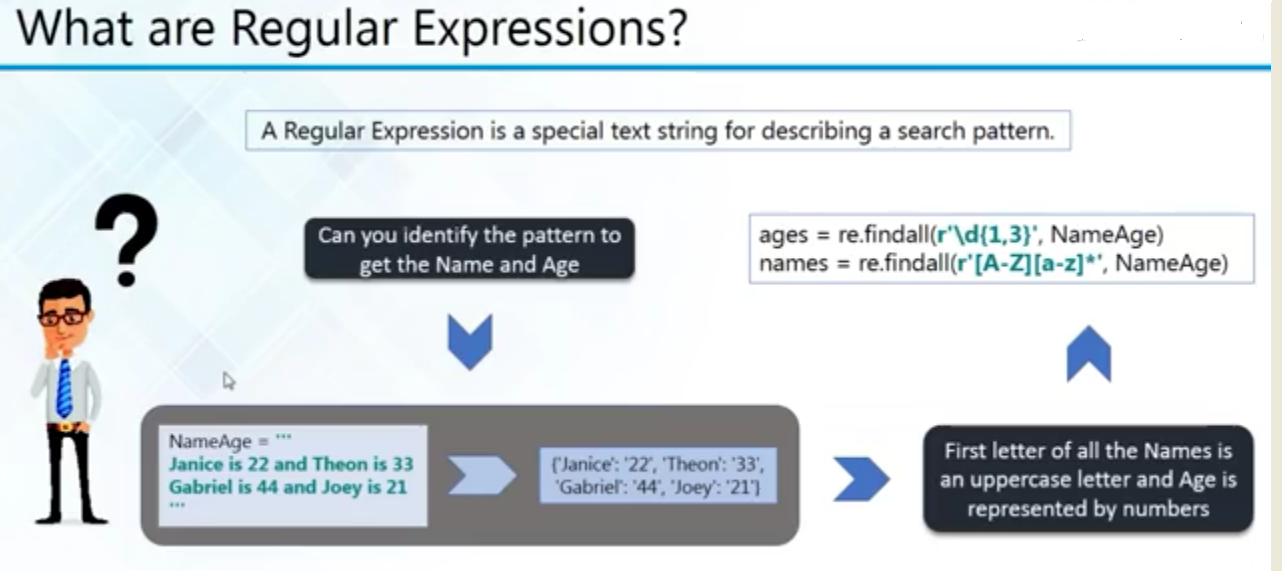 What are Regular Expressions?
A Regular Expression is a special text string for describing a search pattern.
?
Can you identify the pattern to
get the Name and Age
ages = re.findall(r'\d{1,3}', NameAge)
names = re.findall(r'[A-Z][a-z]*', NameAge)
NameAge = '''
Janice is 22 and Theon is 33
Gabriel is 44 and Joey is 21
'''
{'Janice': '22', 'Theon': '33',
'Gabriel': '44', 'Joey': '21'}
First letter of all the Names is
an uppercase letter and Age is
represented by numbers